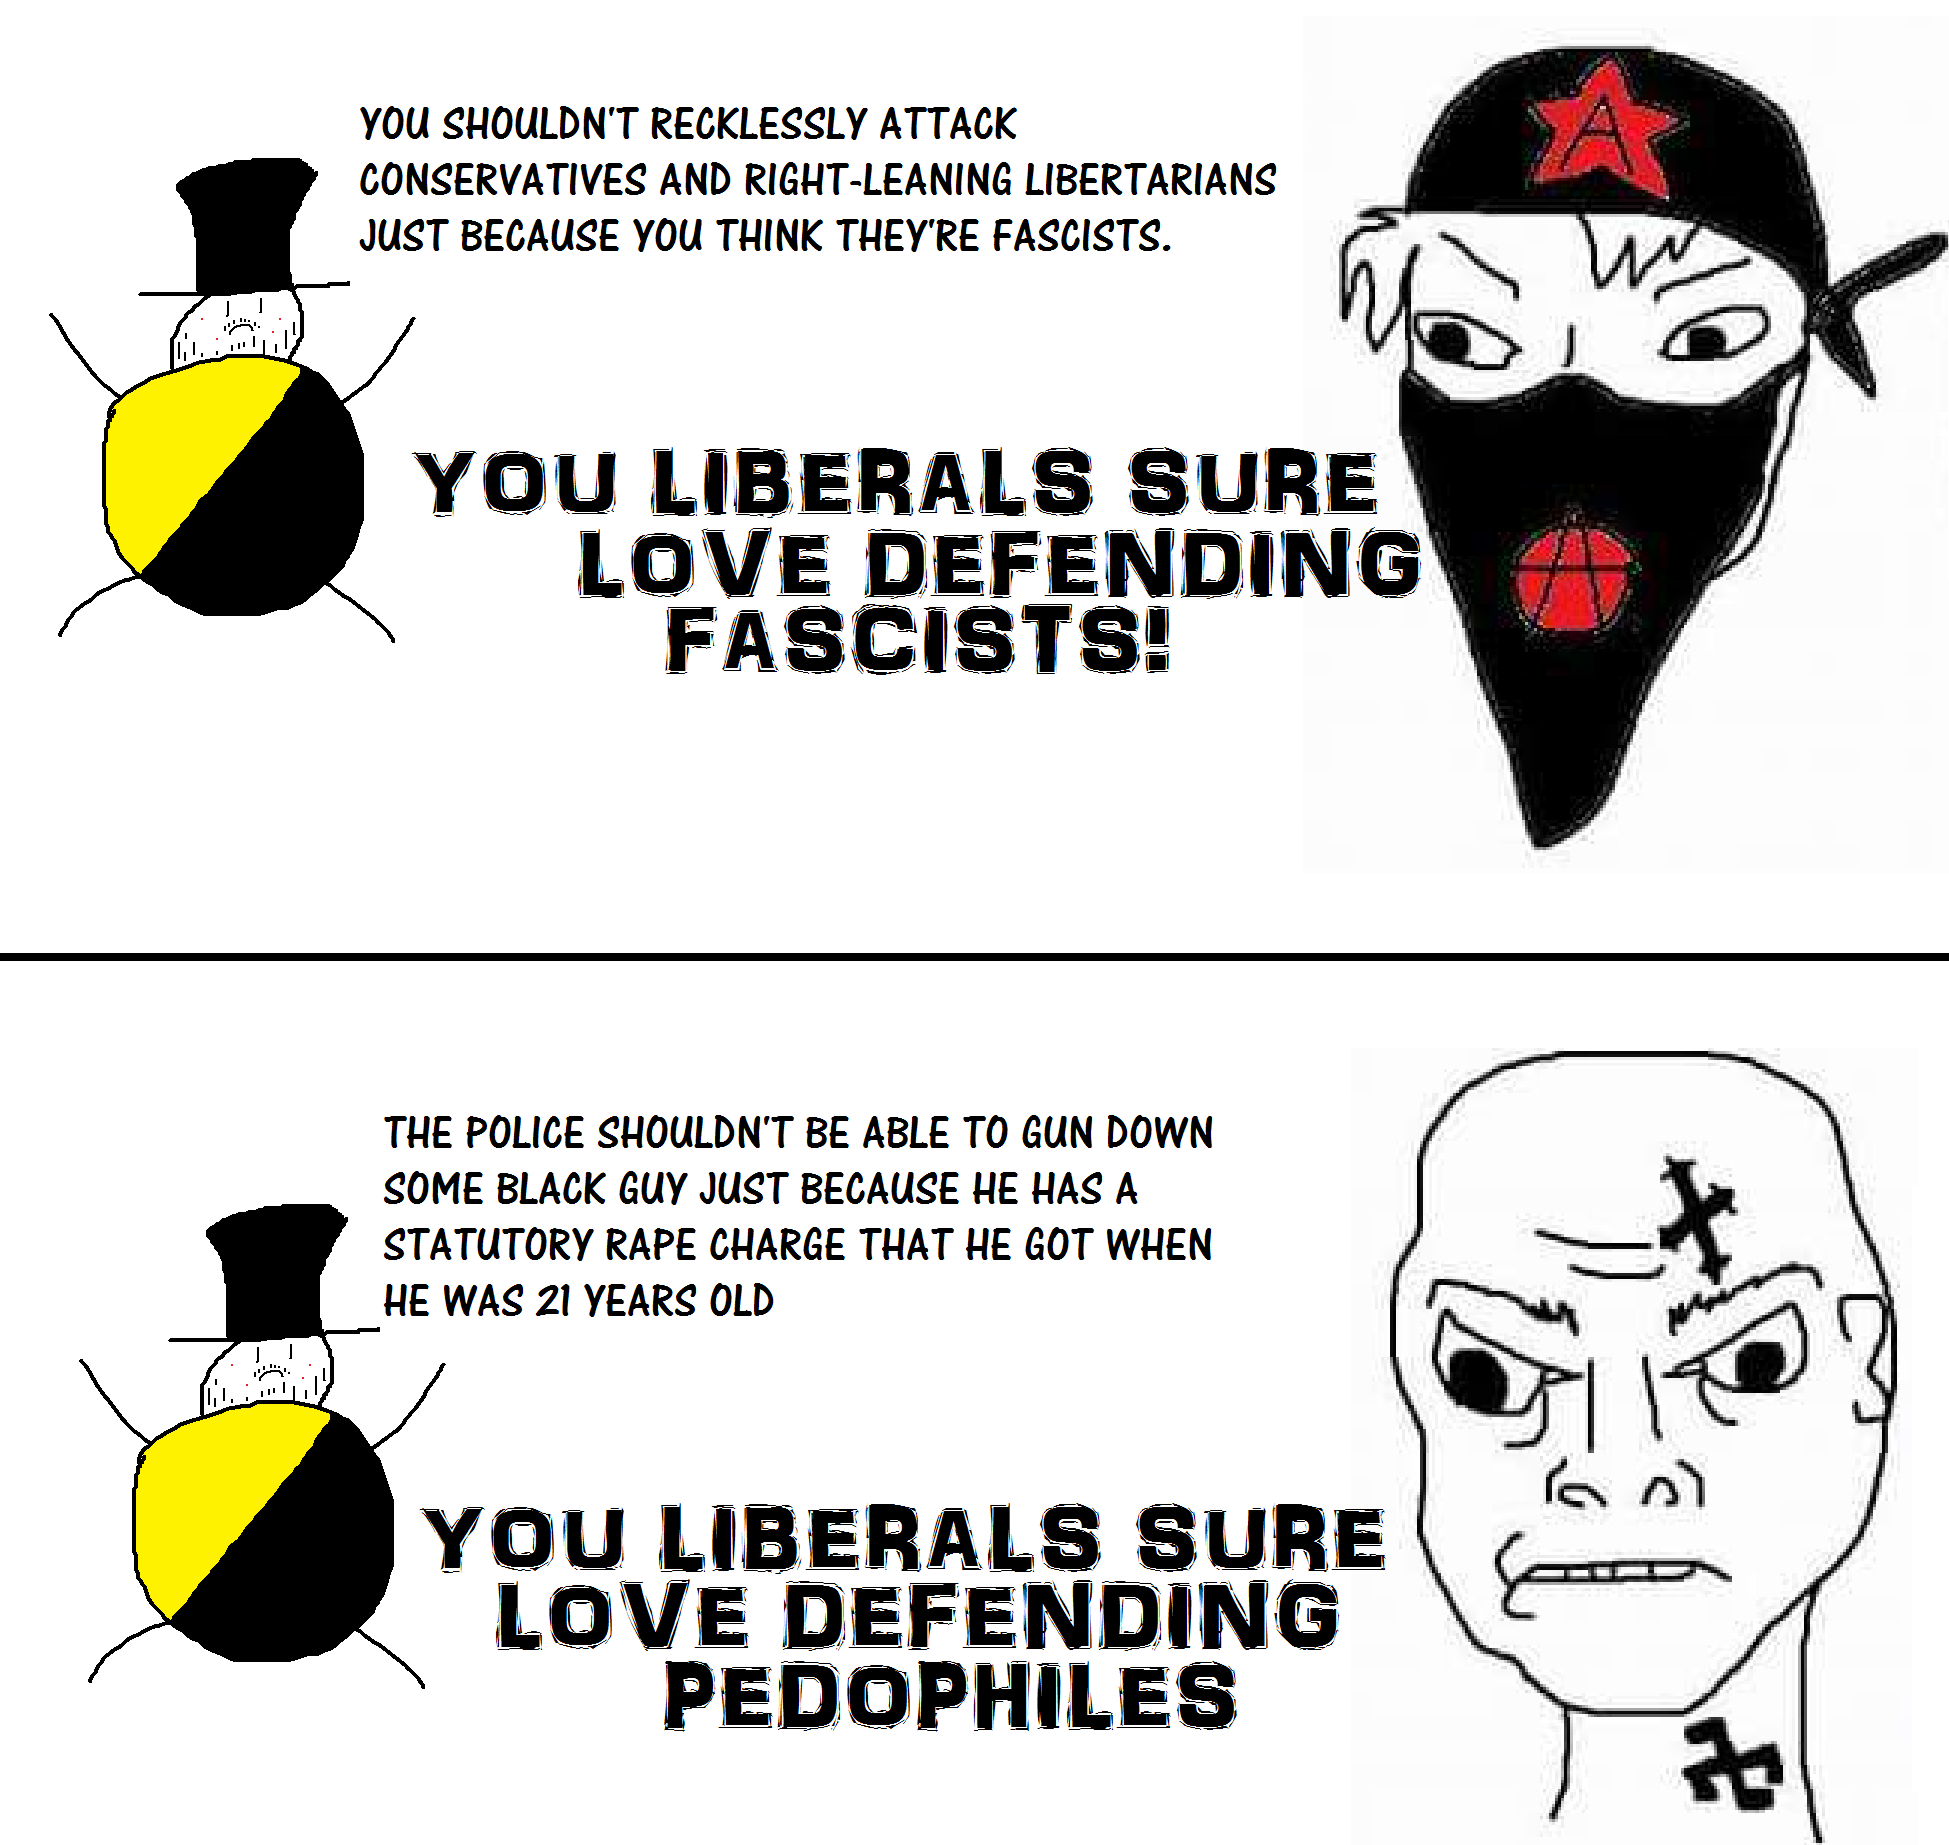 YOU SHOULDN'T RECKLESSLY ATTACK
CONSERVATIVES AND RIGHT-LEANING LIBERTARIANS
JUST BECAUSE YOU THINK THEY'RE FASCISTS.
A
YOU LIBERALS SURE
LOVE DEFENDING
FASCISTS!
A
THE POLICE SHOULDN'T BE ABLE TO GUN DOWN
SOME BLACK GUY JUST BECAUSE HE HAS A
STATUTORY RAPE CHARGE THAT HE GOT WHEN
HE WAS 21 YEARS OLD
YOU LIBERALS SURE
LOVE DEFENDING
PEDOPHILES